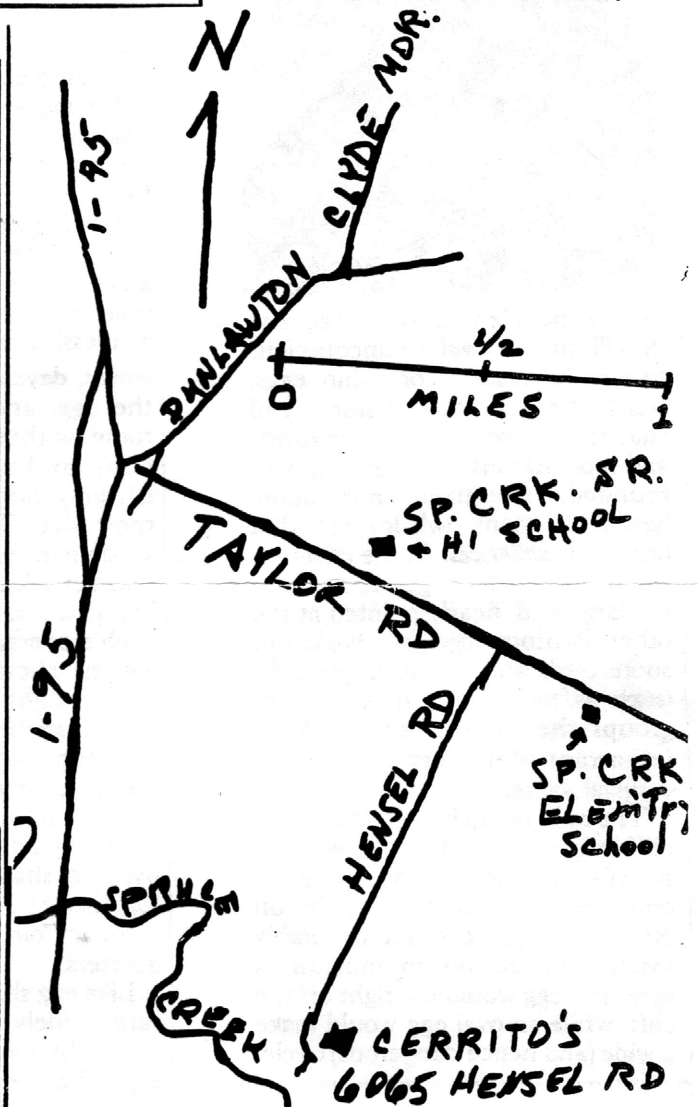 N
CLYDE MOR.
I-95
DUNLAWTON
1/2
0
MILES
1
SP. CRK. SR.
+ HI SCHOOL
TAYLOR RD
I-95
HENSEL RD
SP. CRK
ELEmTry
School
SPRUCE
CREEK
CERRITO'S
6065 HENSEL RD